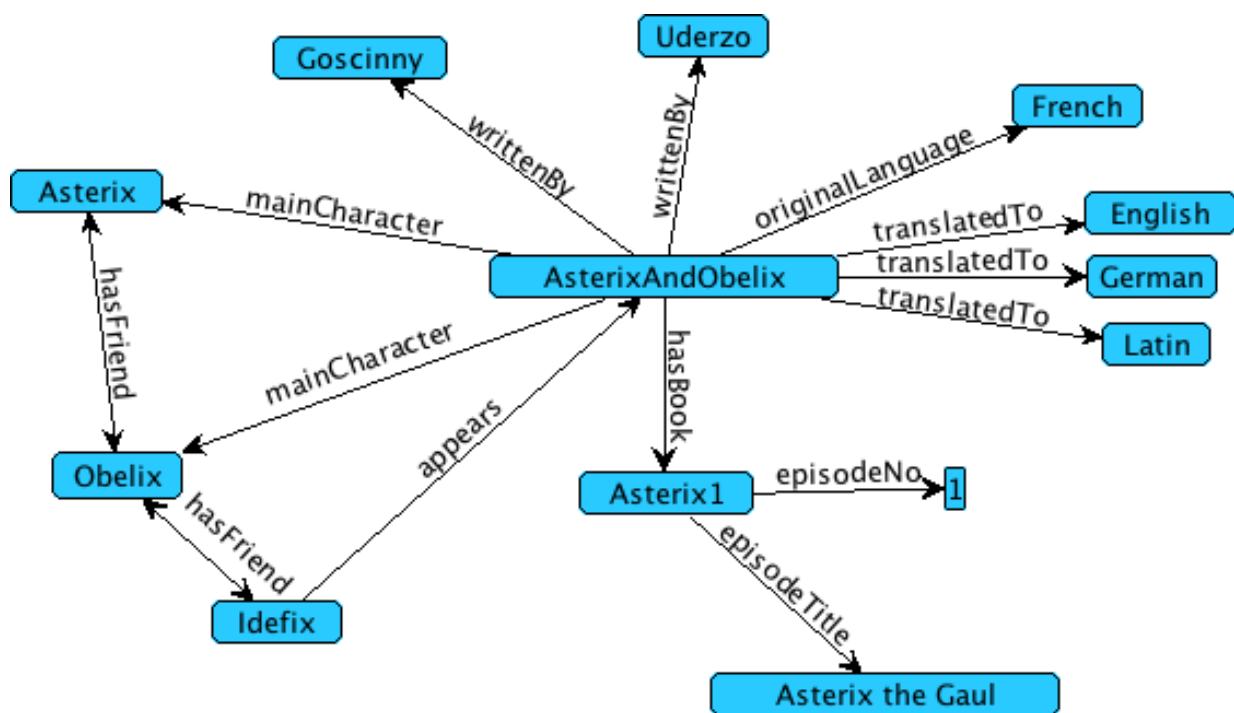 Uderzo
Goscinny
French
writtenBy
writtenBy
originalLanguage
Asterix
mainCharacter
English
translatedTo
AsterixAndObelix
translatedTo
German
translatedTo
Latin
hasFriend
mainCharacter
hasBook
appears
Obelix
Asterix1
episodeNo
1
hasFriend
episodeTitle
Idefix
Asterix the Gaul